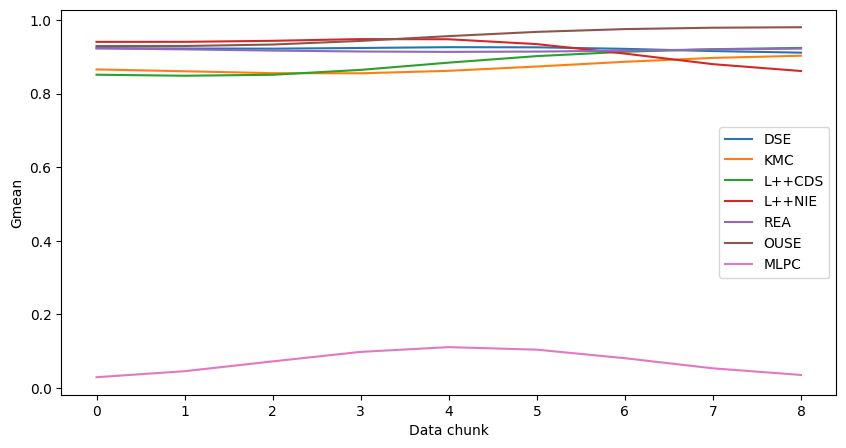 1.0
0.8
0.6
0.4
0.2
0.0
Gmean
0 1 2 3 4 5 6 7 8
Data chunk
DSE
KMC
L++CDS
L++NIE
REA
OUSE
MLPC